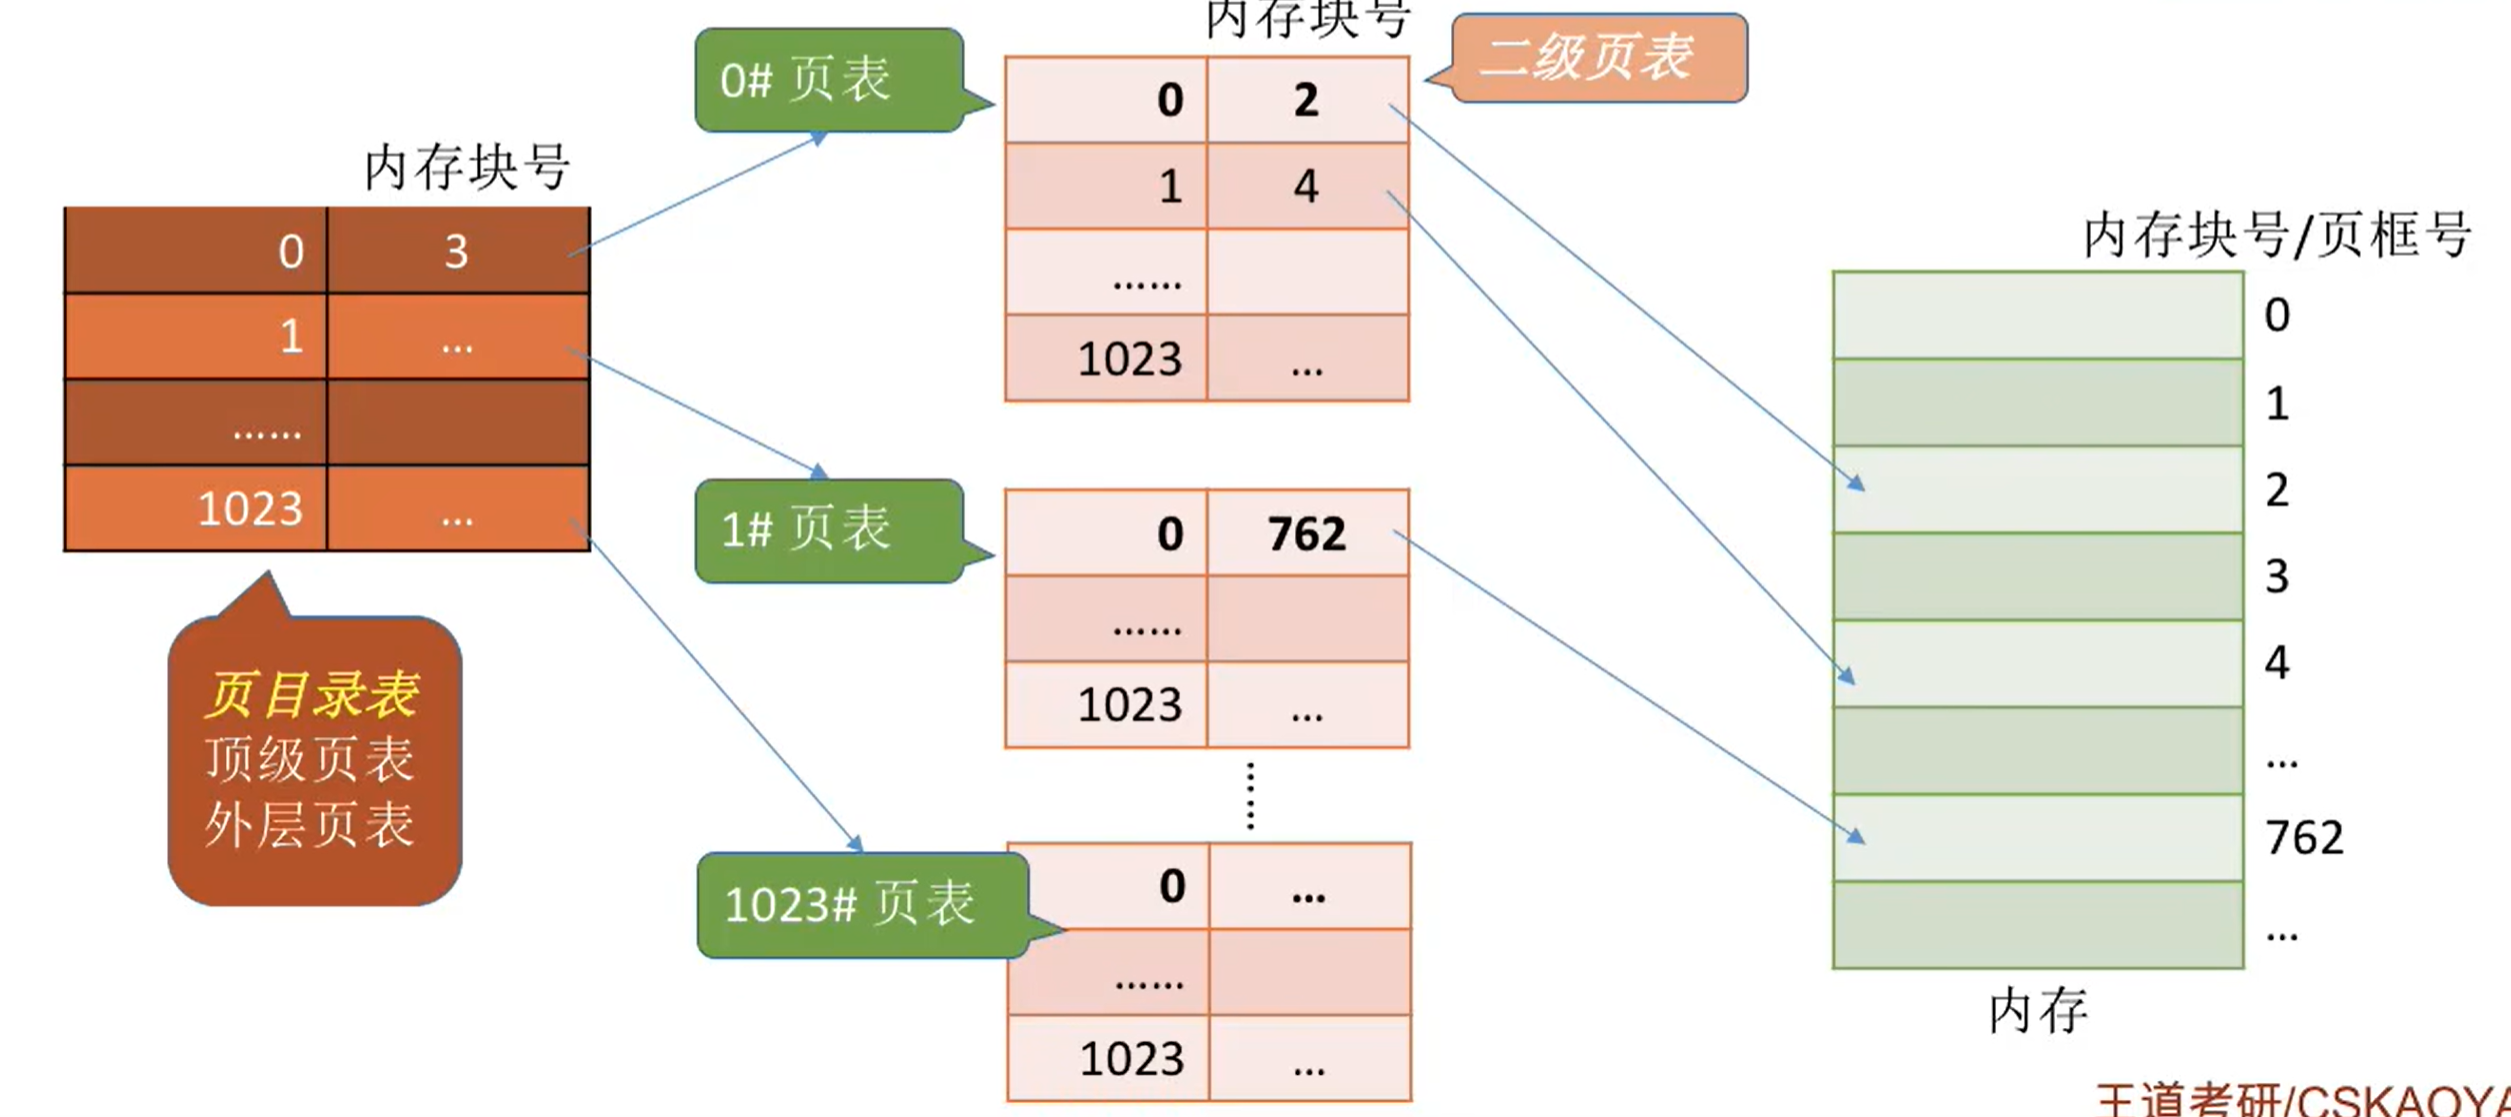 内存块号
0 3
1 ...
......
1023 ...
页目录表
顶级页表
外层页表
0# 页表
内存块号
二级页表
0 2
1 4
......
1023 ...
1# 页表
0 762
......
1023 ...
......
1023# 页表
0 ...
......
1023 ...
内存块号/页框号
0
1
2
3
4
...
762
...
内存
王道考研/CSKAOYA